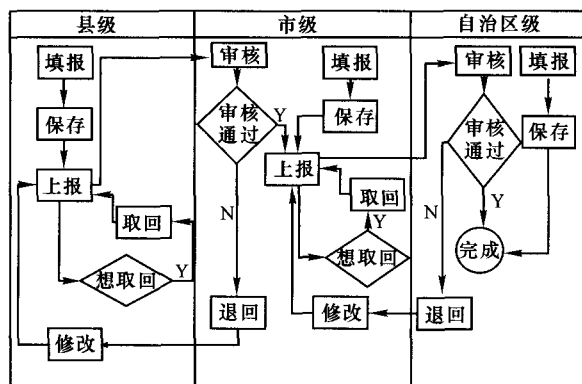 县级
填报
保存
上报
取回
想取回
Y
修改
市级
审核
审核
通过
Y
N
填报
保存
上报
取回
Y
想取回
退回
修改
自治区级
审核
审核
通过
N
Y
填报
保存
完成
退回